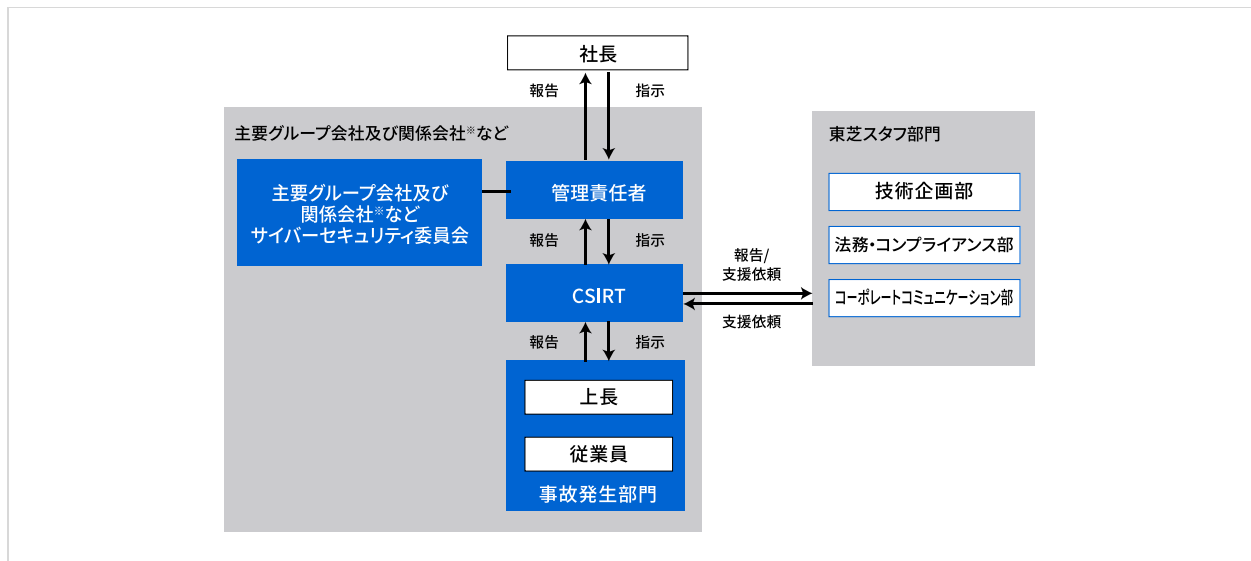 社長
報告
指示
主要グループ会社及び関係会社※など
主要グループ会社及び
関係会社※など
サイバーセキュリティ委員会
管理責任者
報告
指示
CSIRT
報告
指示
上長
従業員
事故発生部門
報告/
支援依頼
支援依頼
東芝スタッフ部門
技術企画部
法務・コンプライアンス部
コーポレートコミュニケーション部